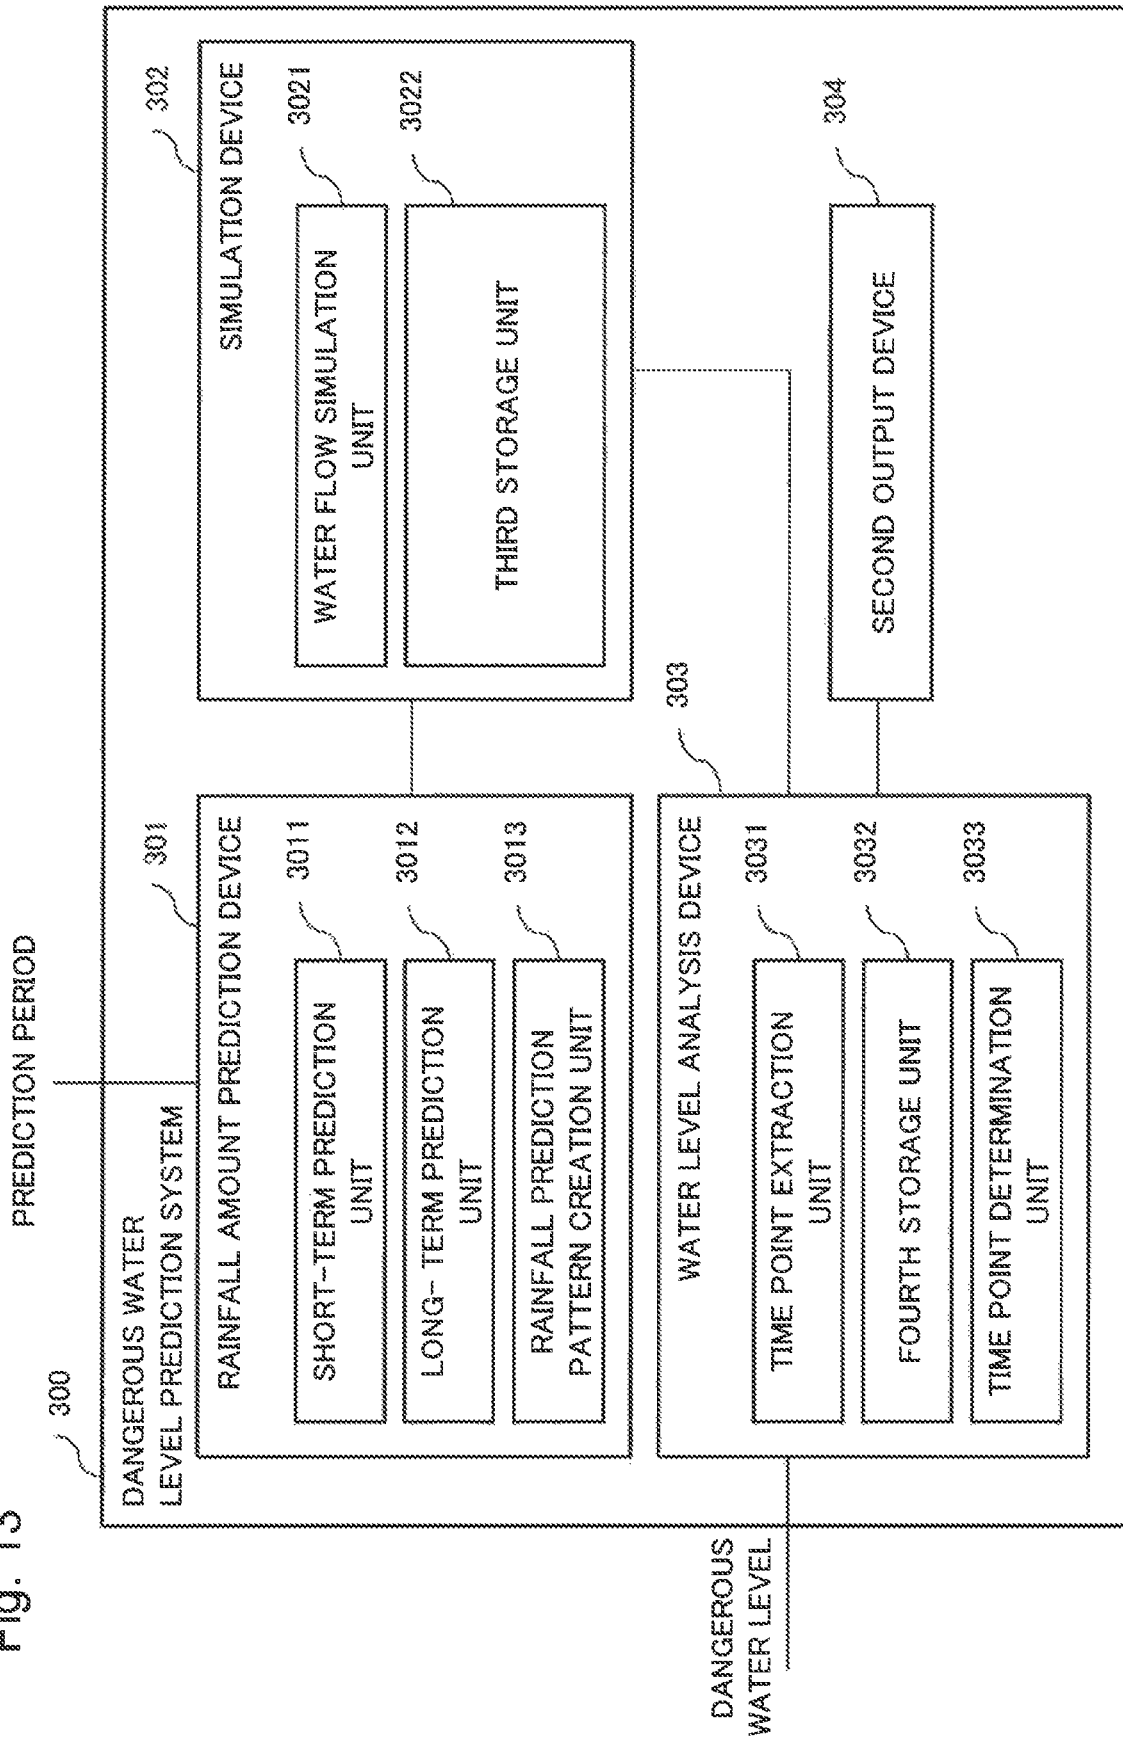 Fig. 13
PREDICTION PERIOD
300
DANGEROUS WATER
LEVEL PREDICTION SYSTEM
301
RAINFALL AMOUNT PREDICTION DEVICE
SHORT-TERM PREDICTION
UNIT
3011
LONG- TERM PREDICTION
UNIT
3012
RAINFALL PREDICTION
PATTERN CREATION UNIT
3013
302
SIMULATION DEVICE
WATER FLOW SIMULATION
UNIT
3021
THIRD STORAGE UNIT
3022
DANGEROUS
WATER LEVEL
303
WATER LEVEL ANALYSIS DEVICE
TIME POINT EXTRACTION
UNIT
3031
FOURTH STORAGE UNIT
3032
TIME POINT DETERMINATION
UNIT
3033
SECOND OUTPUT DEVICE
304